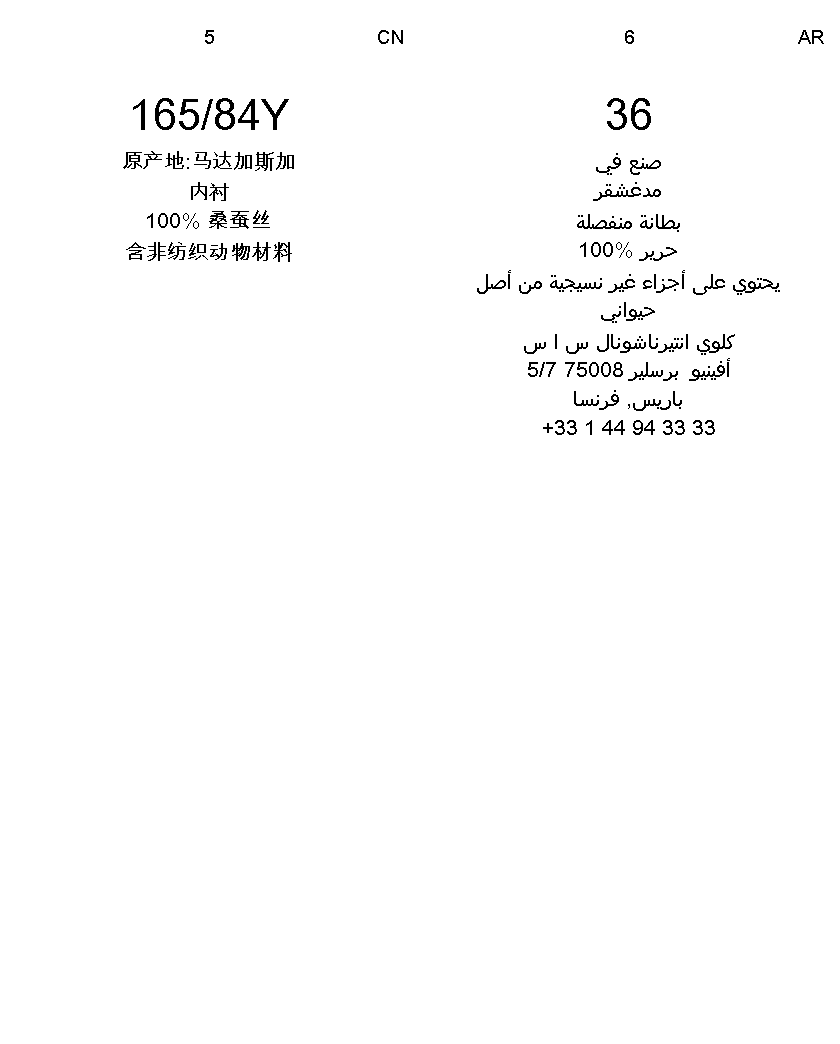 5 CN
165/84Y
原产地:马达加斯加
内衬
100% 桑蚕丝
含非纺织动物材料
6 AR
36
صنع في
مدغشقر
بطانة منفصلة
100% حرير
يحتوي على أجزاء غير نسيجية من أصل
حيواني
كلوي انتيرناشونال س ا س
5/7 75008 أفينيو برسلير
باريس, فرنسا
+33 1 44 94 33 33